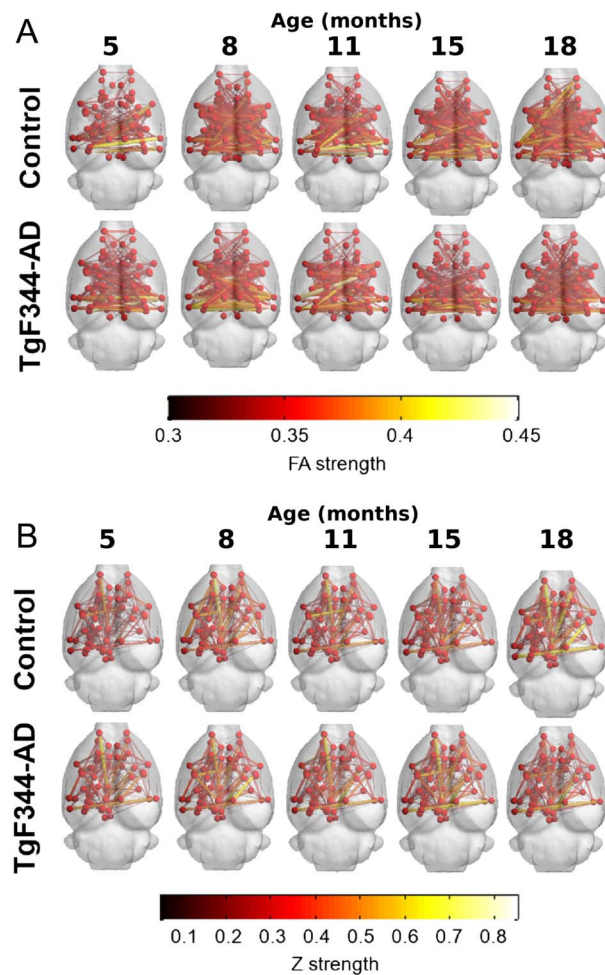 A
Age (months)
5 8 11 15 18
Control
TgF344-AD
0.3 0.35 0.4 0.45
FA strength
B
Age (months)
5 8 11 15 18
Control
TgF344-AD
0.1 0.2 0.3 0.4 0.5 0.6 0.7 0.8
Z strength